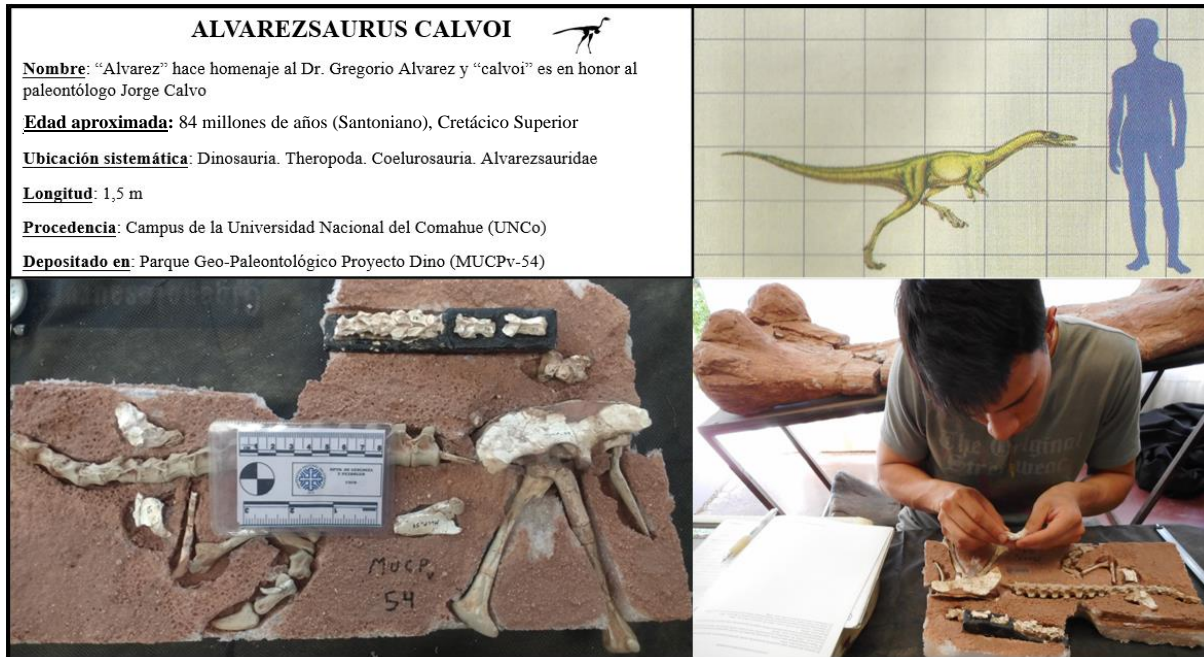 ALVAREZSAURUS CALVOI
Nombre: “Alvarez” hace homenaje al Dr. Gregorio Alvarez y “calvoi” es en honor al
paleontólogo Jorge Calvo
Edad aproximada: 84 millones de años (Santoniano), Cretácico Superior
Ubicación sistemática: Dinosauria. Theropoda. Coelurosauria. Alvarezsauridae
Longitud: 1,5 m
Procedencia: Campus de la Universidad Nacional del Comahue (UNCo)
Depositado en: Parque Geo-Paleontológico Proyecto Dino (MUCPv-54)
MUCPv
54
The Original